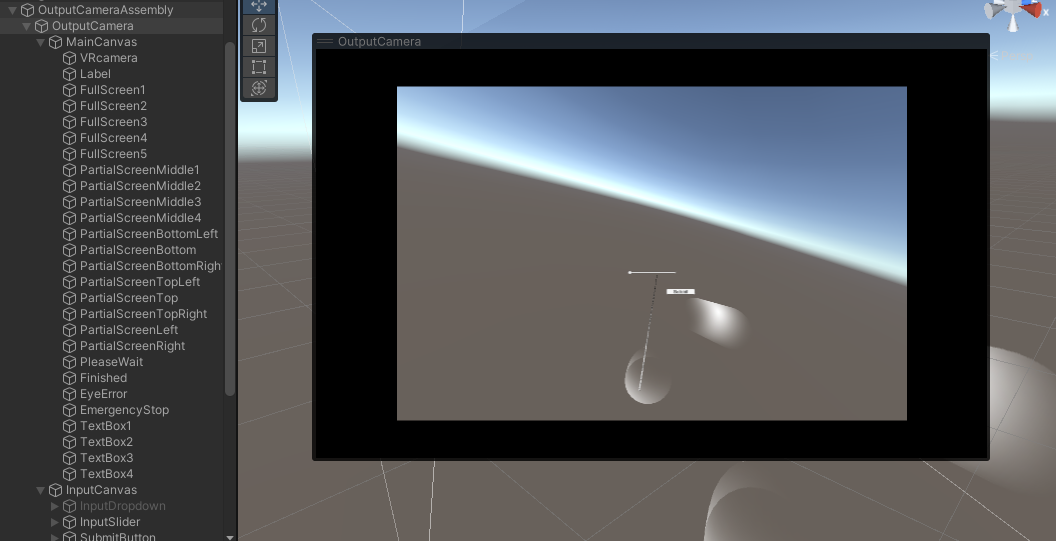 OutputCameraAssembly
OutputCamera
MainCanvas
VRcamera
Label
FullScreen1
FullScreen2
FullScreen3
FullScreen4
FullScreen5
PartialScreenMiddle1
PartialScreenMiddle2
PartialScreenMiddle3
PartialScreenMiddle4
PartialScreenBottomLeft
PartialScreenBottom
PartialScreenBottomRigh
PartialScreenTopLeft
PartialScreenTop
PartialScreenTopRight
PartialScreenLeft
PartialScreenRight
PleaseWait
Finished
EyeError
EmergencyStop
TextBox1
TextBox2
TextBox3
TextBox4
InputCanvas
InputDropdown
InputSlider
SubmitButton
OutputCamera
x